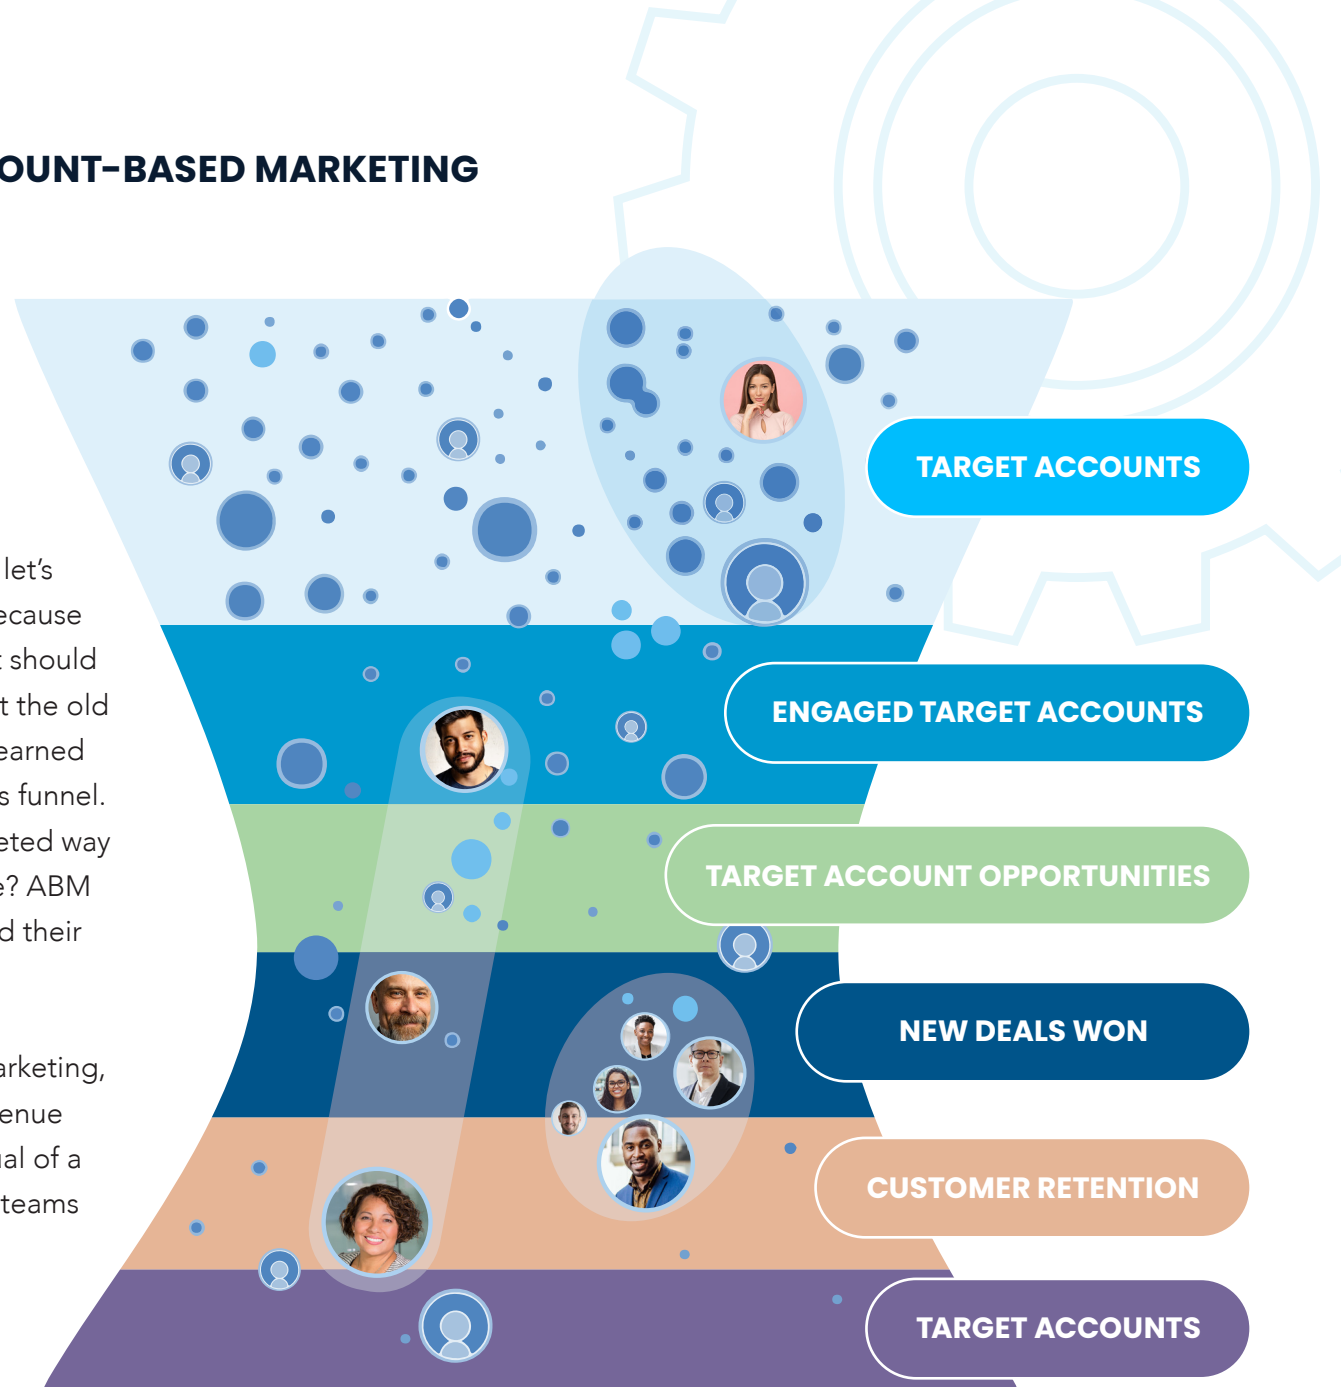 OUNT-BASED MARKETING
TARGET ACCOUNTS
let's
ecause
should
t the old
earned
s funnel.
eted way
e? ABM
d their
arketing,
enue
ual of a
teams
ENGAGED TARGET ACCOUNTS
TARGET ACCOUNT OPPORTUNITIES
NEW DEALS WON
CUSTOMER RETENTION
TARGET ACCOUNTS